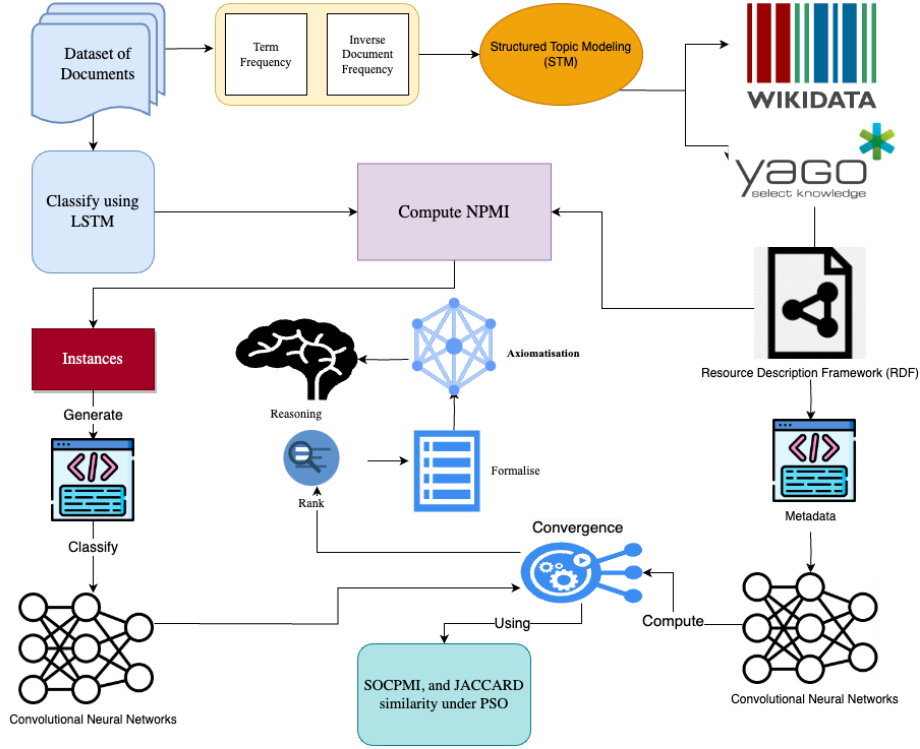 Dataset of
Documents
Term
Frequency
Inverse
Document
Frequency
Structured Topic Modeling
(STM)
WIKIDATA
yAGO
select knowledge
Classify using
LSTM
Compute NPMI
Instances
Generate
</>
Classify
Convolutional Neural Networks
Reasoning
Axiomatisation
Rank
Formalise
Resource Description Framework (RDF)
</>
Metadata
Convergence
Compute
Using
SOCPMI, and JACCARD
similarity under PSO
Convolutional Neural Networks